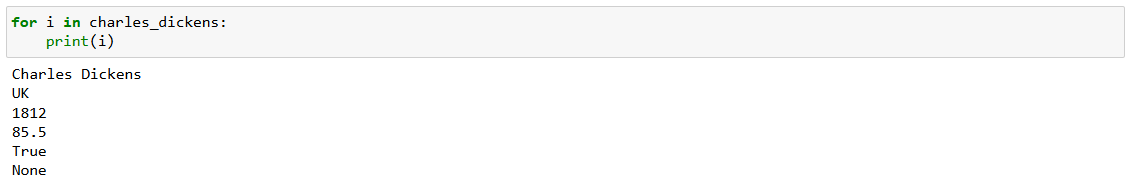 for i in charles_dickens:
    print(i)
Charles Dickens
UK
1812
85.5
True
None